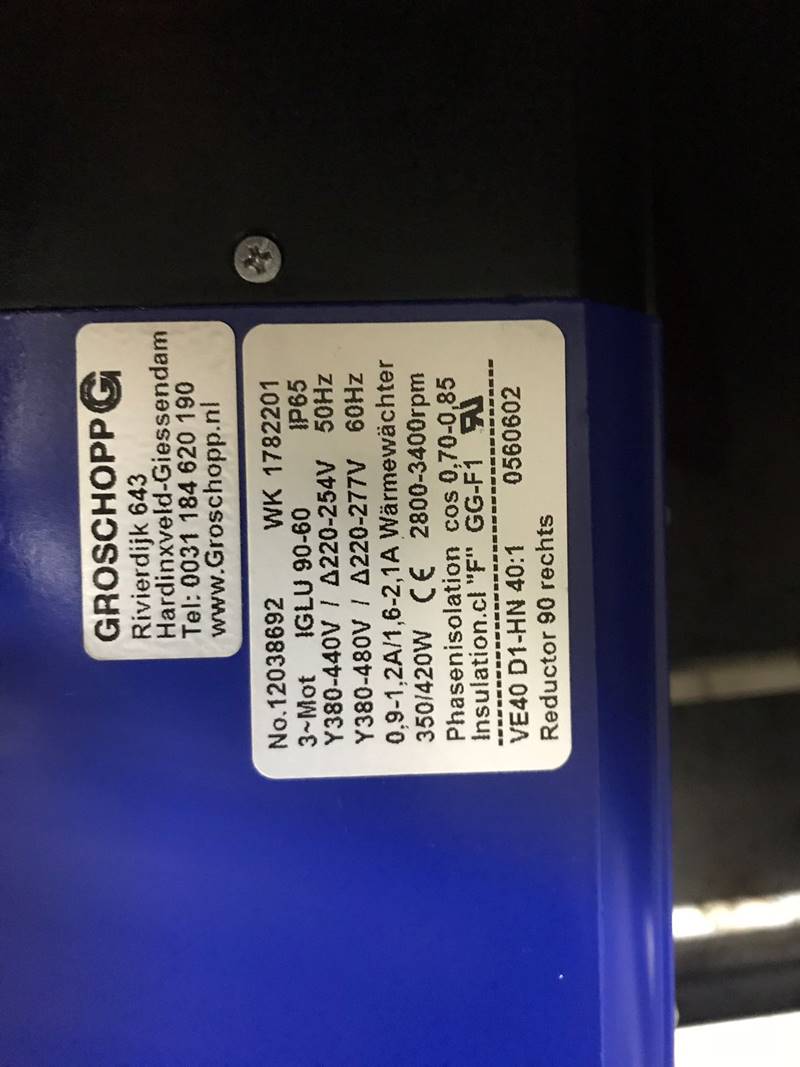 GROSCHOPP G
Rivierdijk 643
Hardinxveld-Giessendam
Tel: 0031 184 620 190
www.Groschopp.nl
No.12038692 WK 1782201
3~Mot IGLU 90-60 IP65
Y380-440V / Δ220-254V 50Hz
Y380-480V / Δ220-277V 60Hz
0,9-1,2A/1,6-2,1A Wärmewächter
350/420W CE 2800-3400rpm
Phasenisolation cos 0,70-0,85
Insulation.cl "F" GG-F1 RU
VE40 D1-HN 40:1 0560602
Reductor 90 rechts